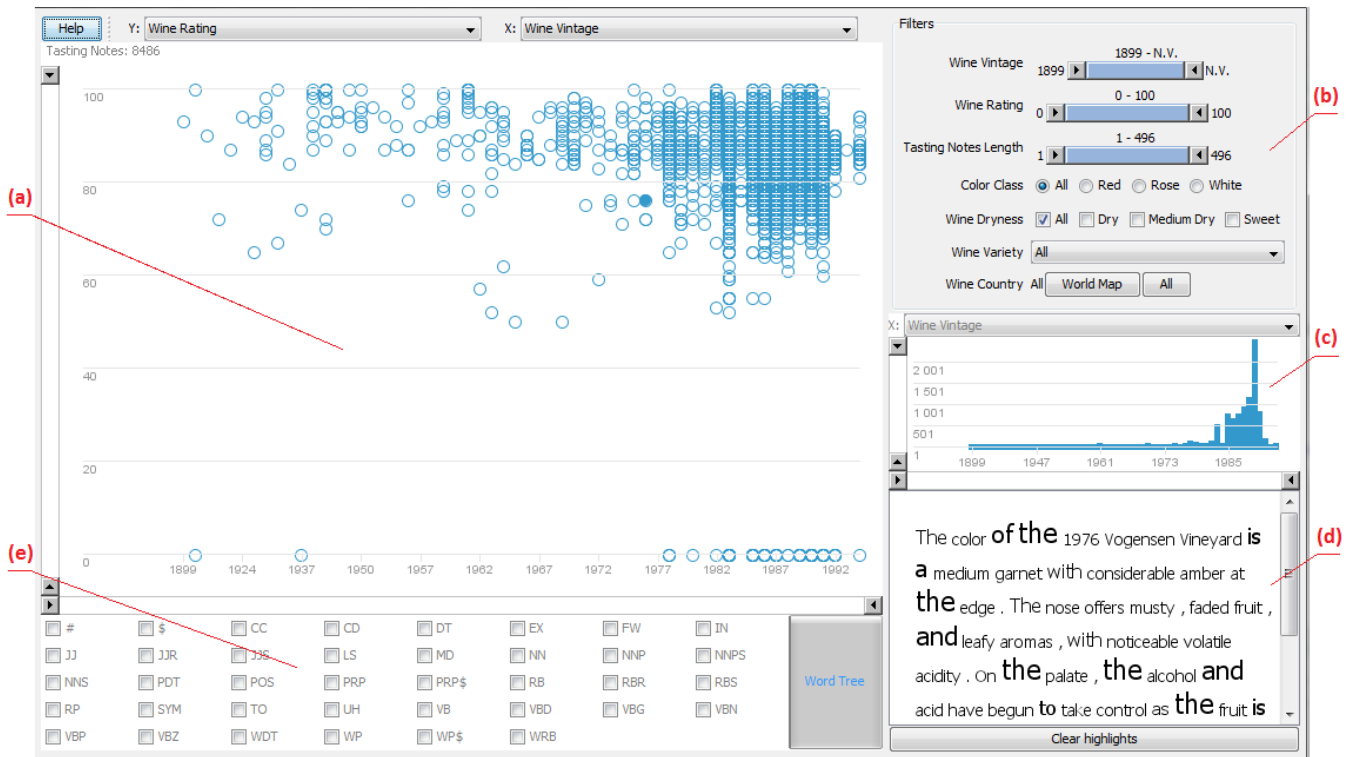 Help Y: Wine Rating X: Wine Vintage
Tasting Notes: 8486
100
80
60
40
20
0
1899 1924 1937 1950 1957 1962 1967 1972 1977 1982 1987 1992
(a)
(e)
# $ CC CD DT EX FW IN
JJ JJR JJS LS MD NN NNP NNPS
NNS PDT POS PRP PRP$ RB RBR RBS
RP SYM TO UH VB VBD VBG VBN
VBP VBZ WDT WP WP$ WRB
Word Tree
Filters
1899 - N.V.
Wine Vintage 1899 N.V.
0 - 100
Wine Rating 0 100
1 - 496
Tasting Notes Length 1 496
Color Class All Red Rose White
Wine Dryness All Dry Medium Dry Sweet
Wine Variety All
Wine Country All World Map All
(b)
X: Wine Vintage
2 001
1 501
1 001
501
1
1899 1947 1961 1973 1985
(c)
The color of the 1976 Vogensen Vineyard is
a medium garnet with considerable amber at
the edge . The nose offers musty , faded fruit ,
and leafy aromas , with noticeable volatile
acidity . On the palate , the alcohol and
acid have begun to take control as the fruit is
(d)
Clear highlights